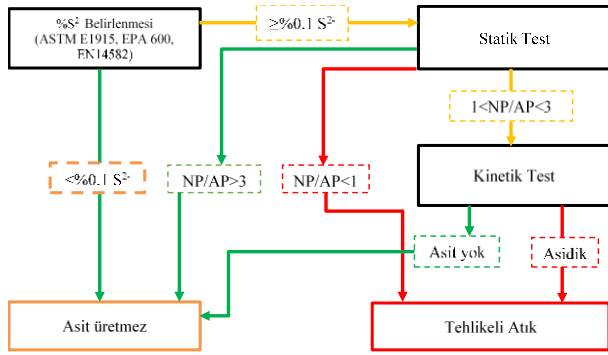 %S² Belirlenmesi
(ASTM E1915, EPA 600,
EN14582)
≥%0.1 S²⁻
Statik Test
1<NP/AP<3
<%0.1 S²⁻
NP/AP>3
NP/AP<1
Kinetik Test
Asit yok
Asidik
Asit üretmez
Tehlikeli Atık